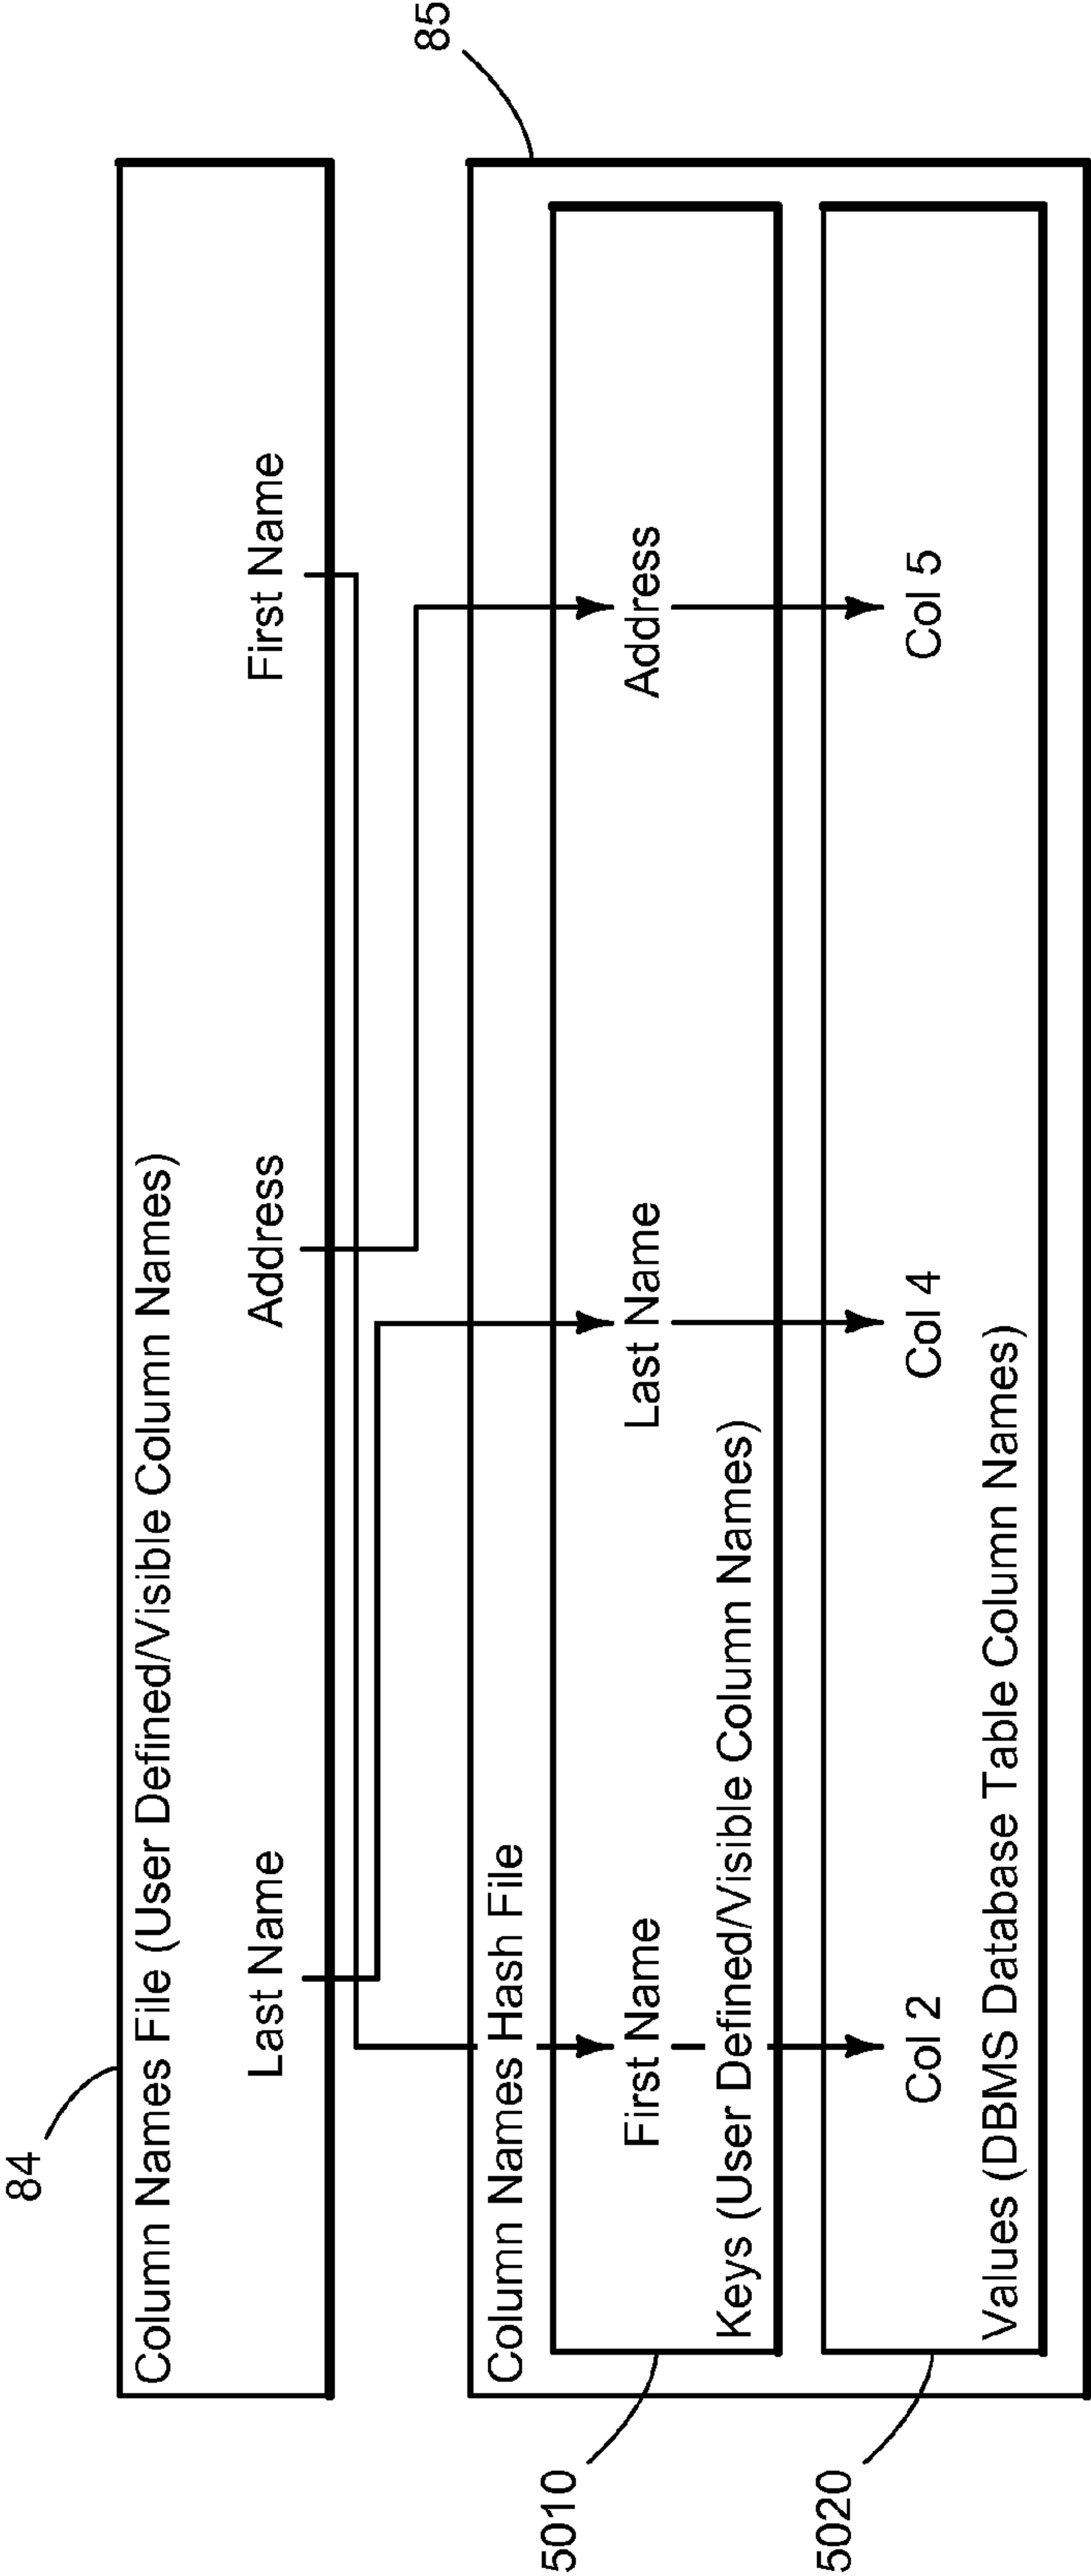 84
Column Names File (User Defined/Visible Column Names)
Last Name
Address
First Name
85
Column Names Hash File
First Name
Last Name
Address
Keys (User Defined/Visible Column Names)
5010
Col 2
Col 4
Col 5
Values (DBMS Database Table Column Names)
5020